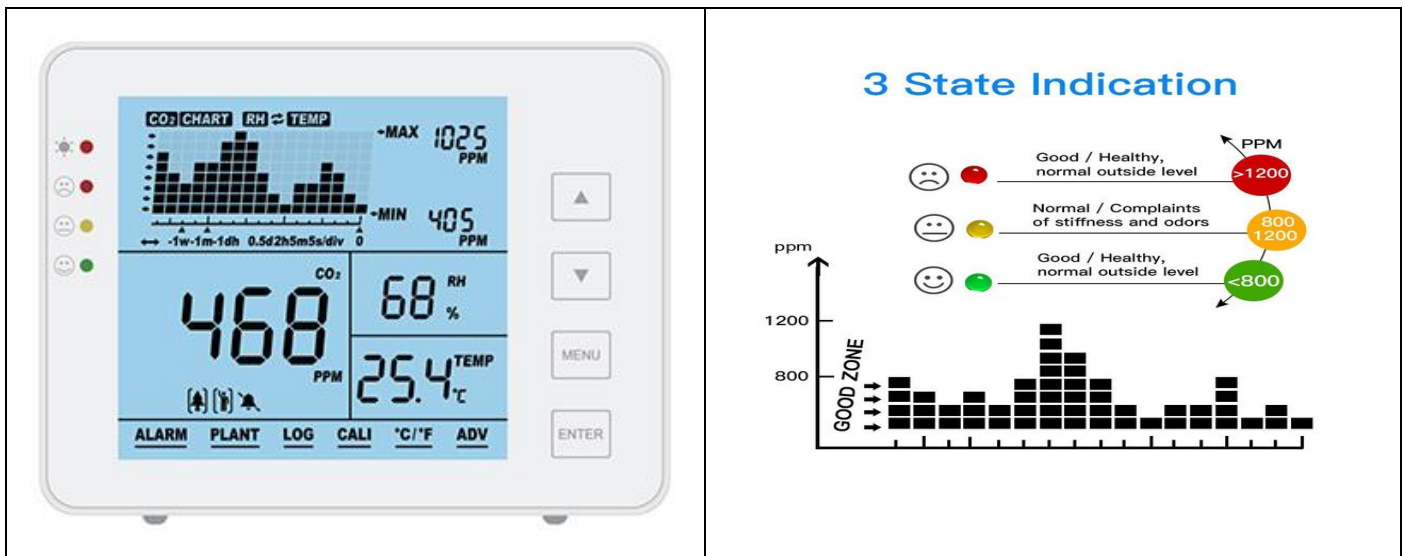 CO2 CHART RH ⇄ TEMP
MAX 1025
PPM
MIN 405
PPM
↔ -1w-1m-1dh 0.5d2h5m5s/div 0
CO2
468
PPM
68 RH
%
25.4 TEMP
°C
ALARM PLANT LOG CALI °C/°F ADV
MENU
ENTER
3 State Indication
PPM
Good / Healthy,
normal outside level
>1200
Normal / Complaints
of stiffness and odors
800
1200
Good / Healthy,
normal outside level
<800
ppm
1200
800
GOOD ZONE